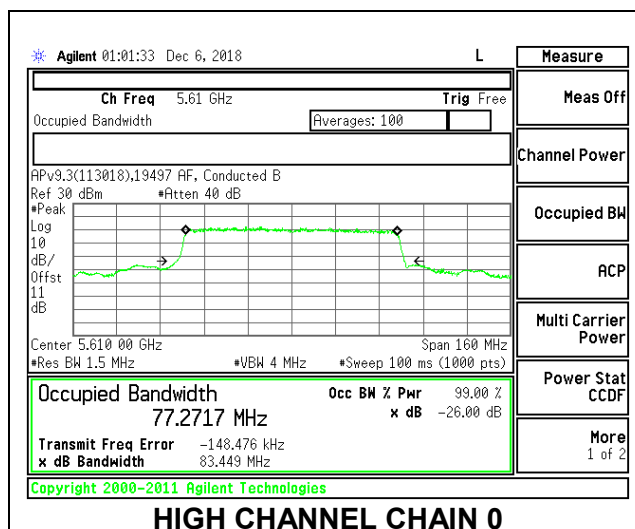 Agilent 01:01:33 Dec 6, 2018 L
Measure
Ch Freq 5.61 GHz Trig Free
Meas Off
Occupied Bandwidth Averages: 100
Channel Power
APv9.3(113018),19497 AF, Conducted B
Ref 30 dBm #Atten 40 dB
#Peak
Log
10
dB/
Offst
11
dB
Occupied BW
ACP
Multi Carrier
Power
Center 5.610 00 GHz Span 160 MHz
#Res BW 1.5 MHz #VBW 4 MHz #Sweep 100 ms (1000 pts)
Power Stat
CCDF
Occupied Bandwidth Occ BW % Pwr 99.00 %
77.2717 MHz x dB -26.00 dB
Transmit Freq Error -148.476 kHz
x dB Bandwidth 83.449 MHz
More
1 of 2
Copyright 2000-2011 Agilent Technologies
HIGH CHANNEL CHAIN 0